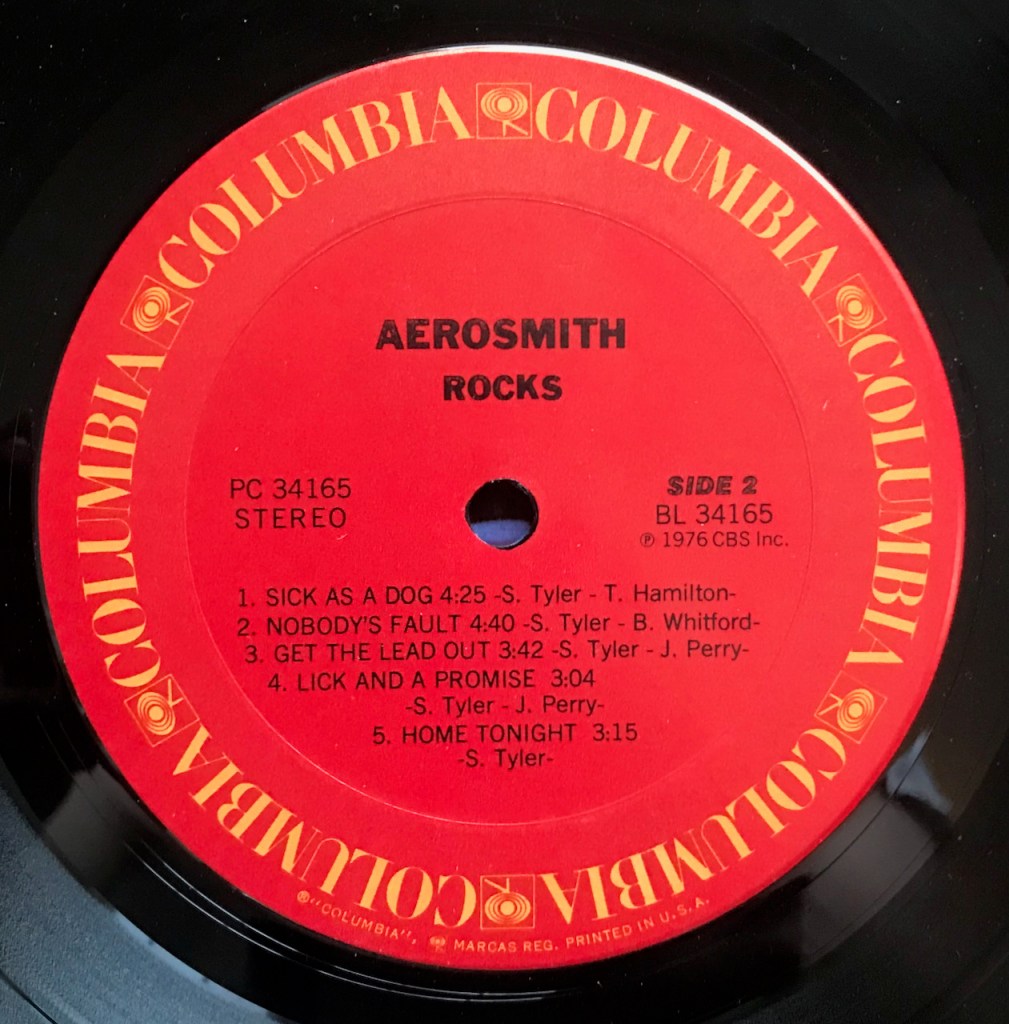 COLUMBIA COLUMBIA COLUMBIA COLUMBIA COLUMBIA COLUMBIA
AEROSMITH
ROCKS
PC 34165
STEREO
SIDE 2
BL 34165
℗ 1976 CBS Inc.
1. SICK AS A DOG 4:25 -S. Tyler - T. Hamilton-
2. NOBODY'S FAULT 4:40 -S. Tyler - B. Whitford-
3. GET THE LEAD OUT 3:42 -S. Tyler - J. Perry-
4. LICK AND A PROMISE 3:04
-S. Tyler - J. Perry-
5. HOME TONIGHT 3:15
-S. Tyler-
®"COLUMBIA", MARCAS REG. PRINTED IN U.S.A.